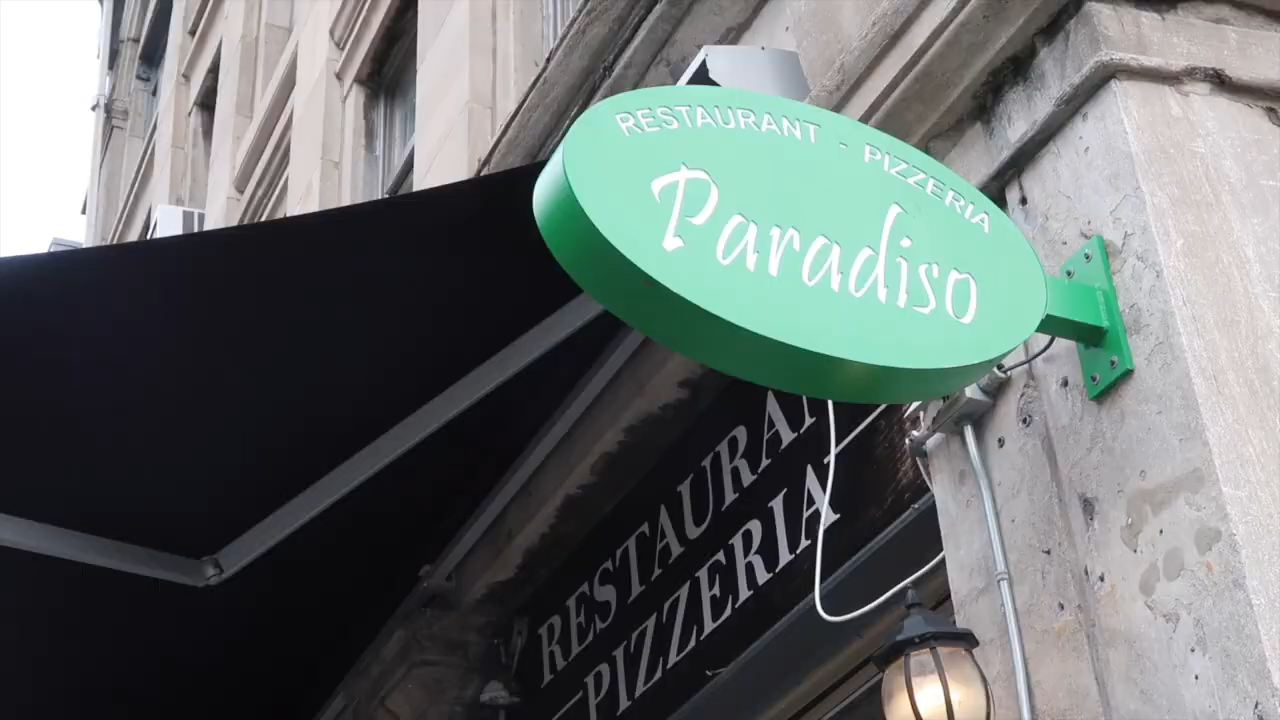 RESTAURANT - PIZZERIA
Paradiso
RESTAURAN
PIZZERIA